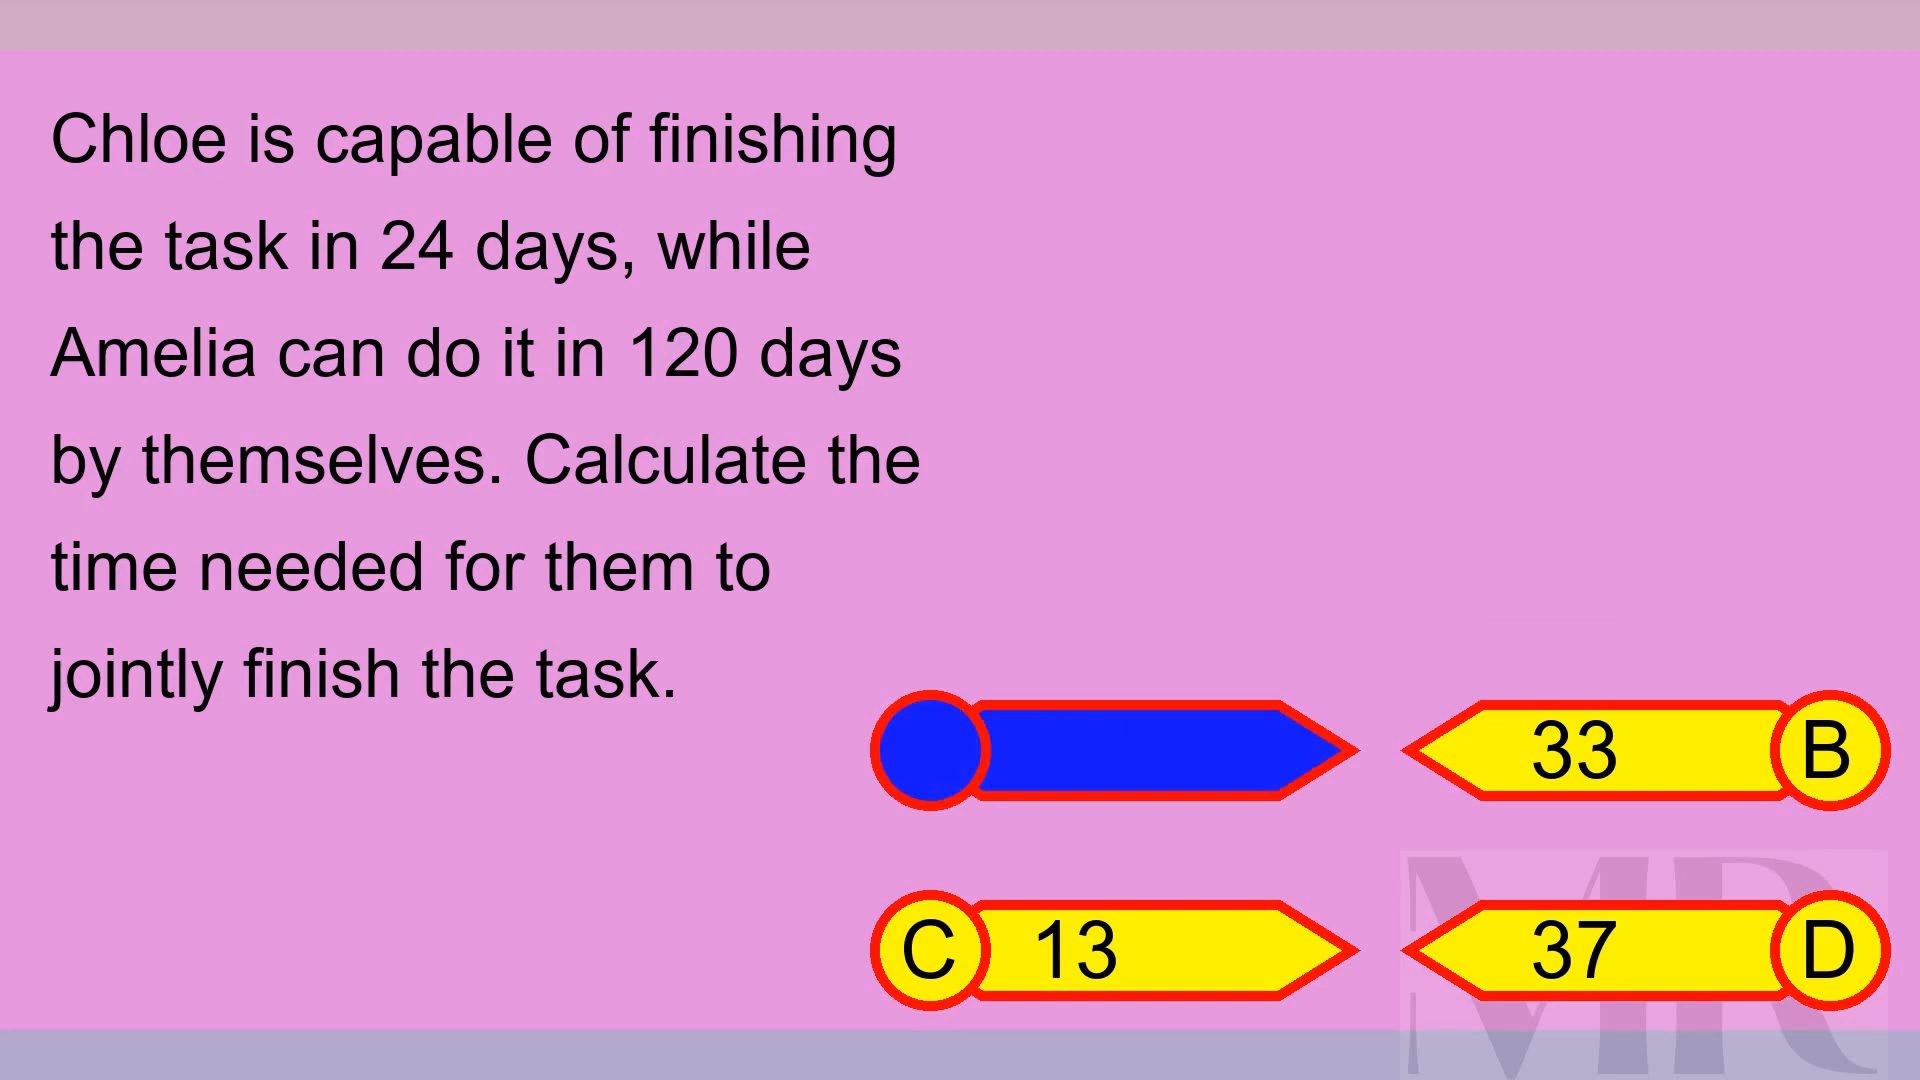 Chloe is capable of finishing
the task in 24 days, while
Amelia can do it in 120 days
by themselves. Calculate the
time needed for them to
jointly finish the task.
33 B
C 13
37 D
MR